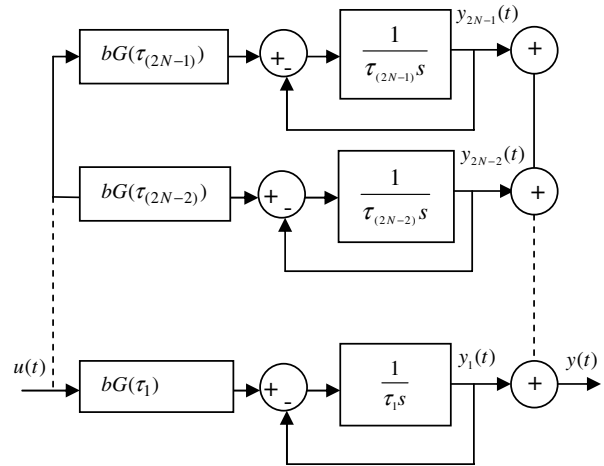 bG(τ_(2N-1)) + - 1/(τ_(2N-1) s) y_{2N-1}(t) +
bG(τ_(2N-2)) + - 1/(τ_(2N-2) s) y_{2N-2}(t) +
u(t) bG(τ_1) + - 1/(τ_1 s) y_1(t) + y(t)